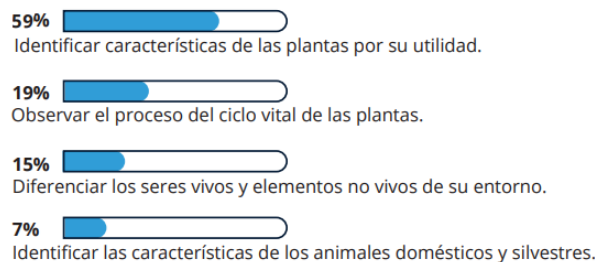 59%
Identificar características de las plantas por su utilidad.
19%
Observar el proceso del ciclo vital de las plantas.
15%
Diferenciar los seres vivos y elementos no vivos de su entorno.
7%
Identificar las características de los animales domésticos y silvestres.